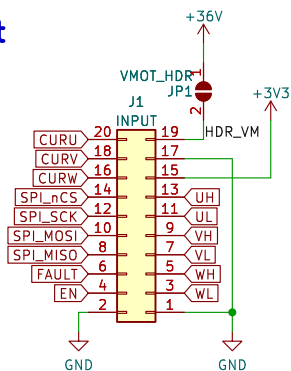 t
+36V
1
VMOT_HDR
JP1
2
+3V3
J1
INPUT
HDR_VM
CURU 20 19
CURV 18 17
CURW 16 15
SPI_nCS 14 13 UH
SPI_SCK 12 11 UL
SPI_MOSI 10 9 VH
SPI_MISO 8 7 VL
FAULT 6 5 WH
EN 4 3 WL
2 1
GND GND